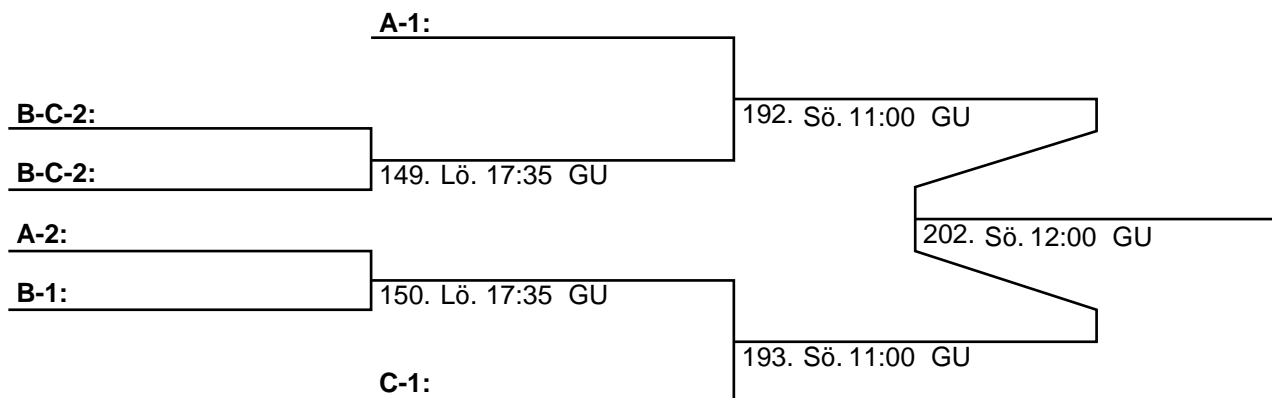 A-1:
192. Sö. 11:00 GU
B-C-2:
B-C-2:
149. Lö. 17:35 GU
A-2:
202. Sö. 12:00 GU
B-1:
150. Lö. 17:35 GU
193. Sö. 11:00 GU
C-1: